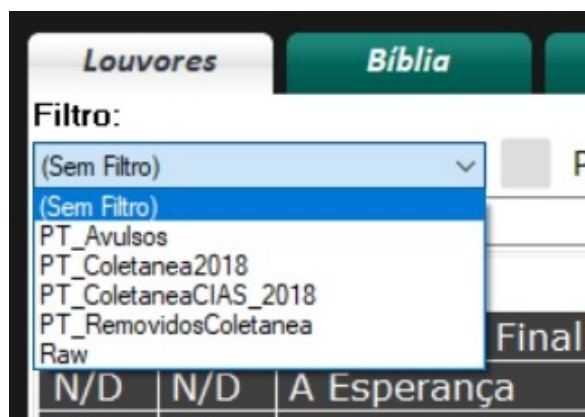 Louvores Bíblia
Filtro:
(Sem Filtro) P
(Sem Filtro)
PT_Avulsos
PT_Coletanea2018
PT_ColetaneaCIAS_2018
PT_RemovidosColetanea
Raw Final
N/D N/D A Esperança